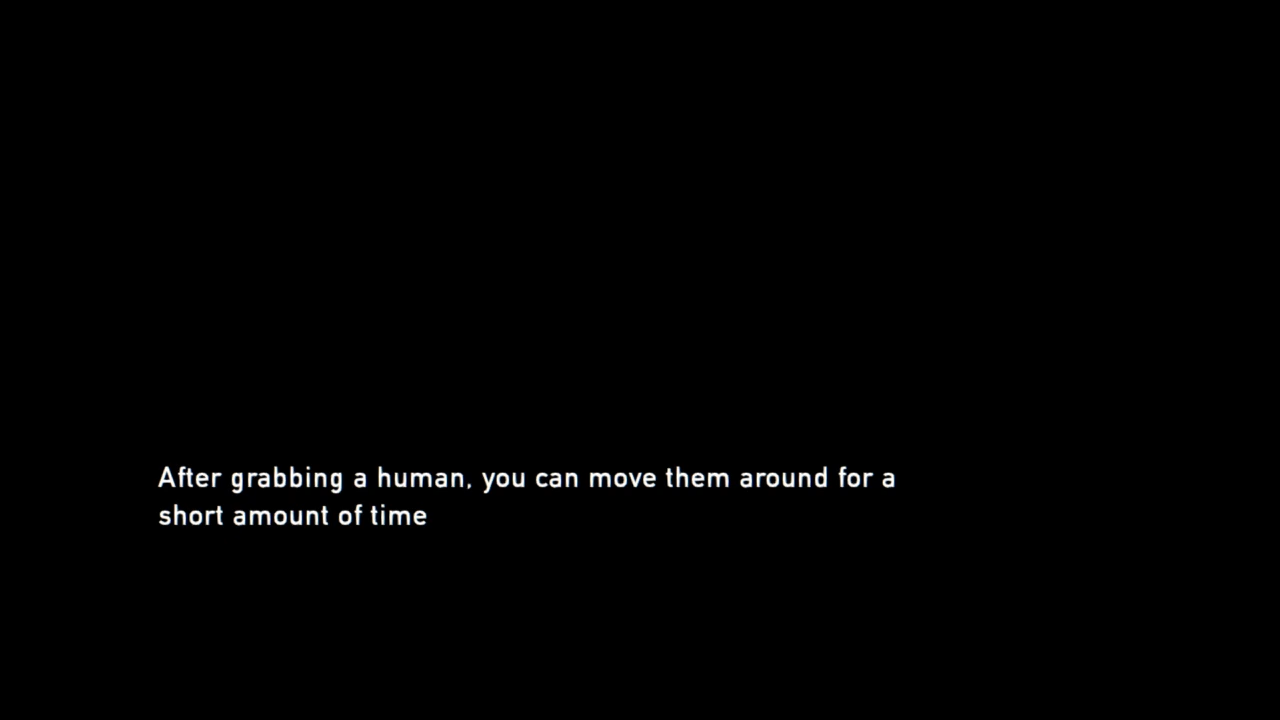 After grabbing a human, you can move them around for a
short amount of time